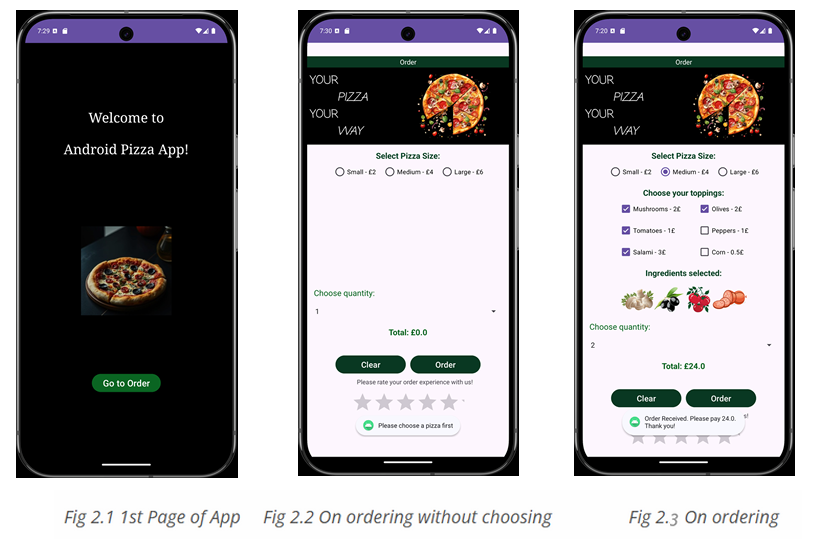 7:29
Welcome to
Android Pizza App!
Go to Order
Fig 2.1 1st Page of App
7:30
Order
YOUR
PIZZA
YOUR
WAY
Select Pizza Size:
Small - £2 Medium - £4 Large - £6
Choose quantity:
1
Total: £0.0
Clear Order
Please rate your order experience with us!
Please choose a pizza first
Fig 2.2 On ordering without choosing
7:20
Order
YOUR
PIZZA
YOUR
WAY
Select Pizza Size:
Small - £2 Medium - £4 Large - £6
Choose your toppings:
Mushrooms - 2£ Olives - 2£
Tomatoes - 1£ Peppers - 1£
Salami - 3£ Corn - 0.5£
Ingredients selected:
Choose quantity:
2
Total: £24.0
Clear Order
Order Received. Please pay 24.0.
Thank you!
s!
Fig 2.3 On ordering